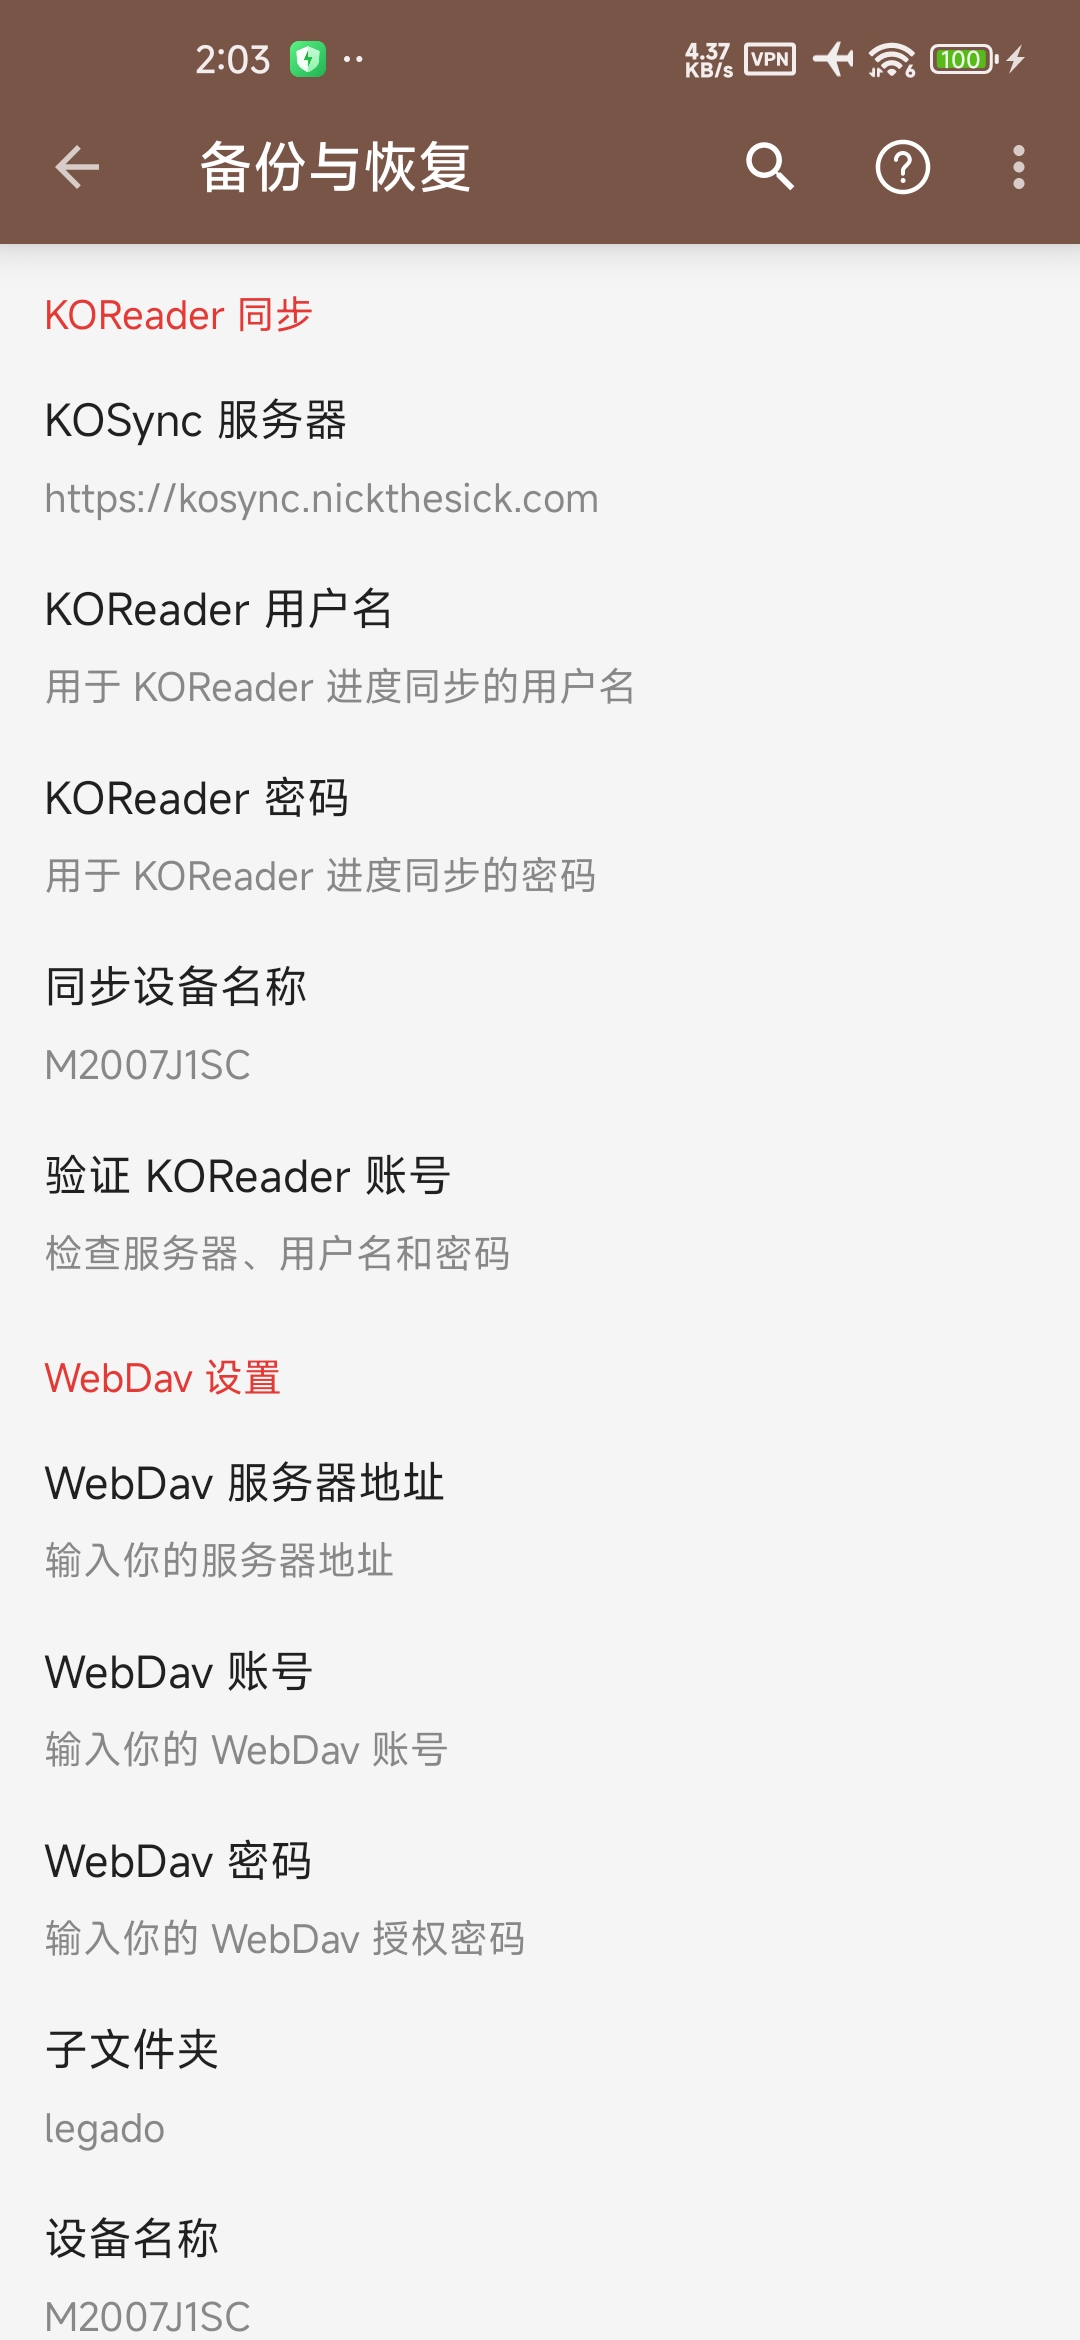 2:03
4.37
KB/s
VPN
6
100
备份与恢复
KOReader 同步
KOSync 服务器
https://kosync.nickthesick.com
KOReader 用户名
用于 KOReader 进度同步的用户名
KOReader 密码
用于 KOReader 进度同步的密码
同步设备名称
M2007J1SC
验证 KOReader 账号
检查服务器、用户名和密码
WebDav 设置
WebDav 服务器地址
输入你的服务器地址
WebDav 账号
输入你的 WebDav 账号
WebDav 密码
输入你的 WebDav 授权密码
子文件夹
legado
设备名称
M2007J1SC